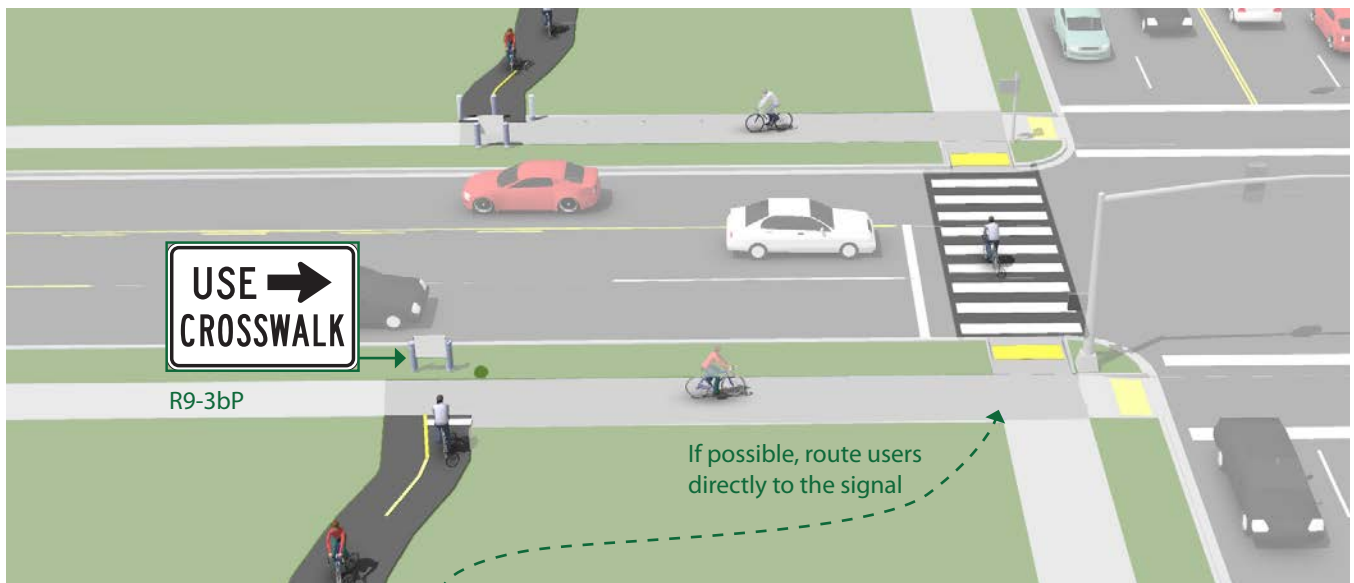 USE
CROSSWALK
R9-3bP
If possible, route users
directly to the signal